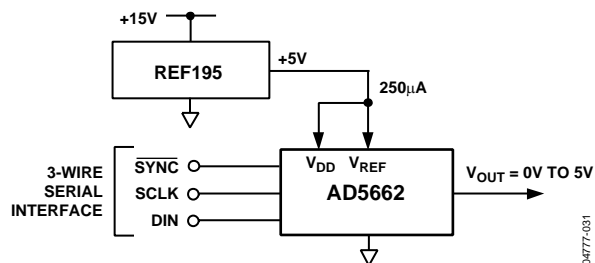 +15V
REF195
+5V
250μA
3-WIRE
SERIAL
INTERFACE
SYNC
SCLK
DIN
VDD
VREF
AD5662
VOUT = 0V TO 5V
04777-031